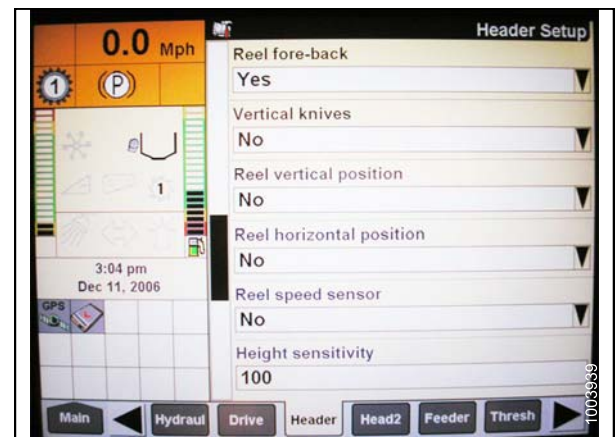 0.0 Mph
Header Setup
1
(P)
Reel fore-back
Yes
Vertical knives
No
1
Reel vertical position
No
Reel horizontal position
No
3:04 pm
Dec 11, 2006
Reel speed sensor
No
GPS
L
Height sensitivity
100
Main
Hydraul
Drive
Header
Head2
Feeder
Thresh
1003939